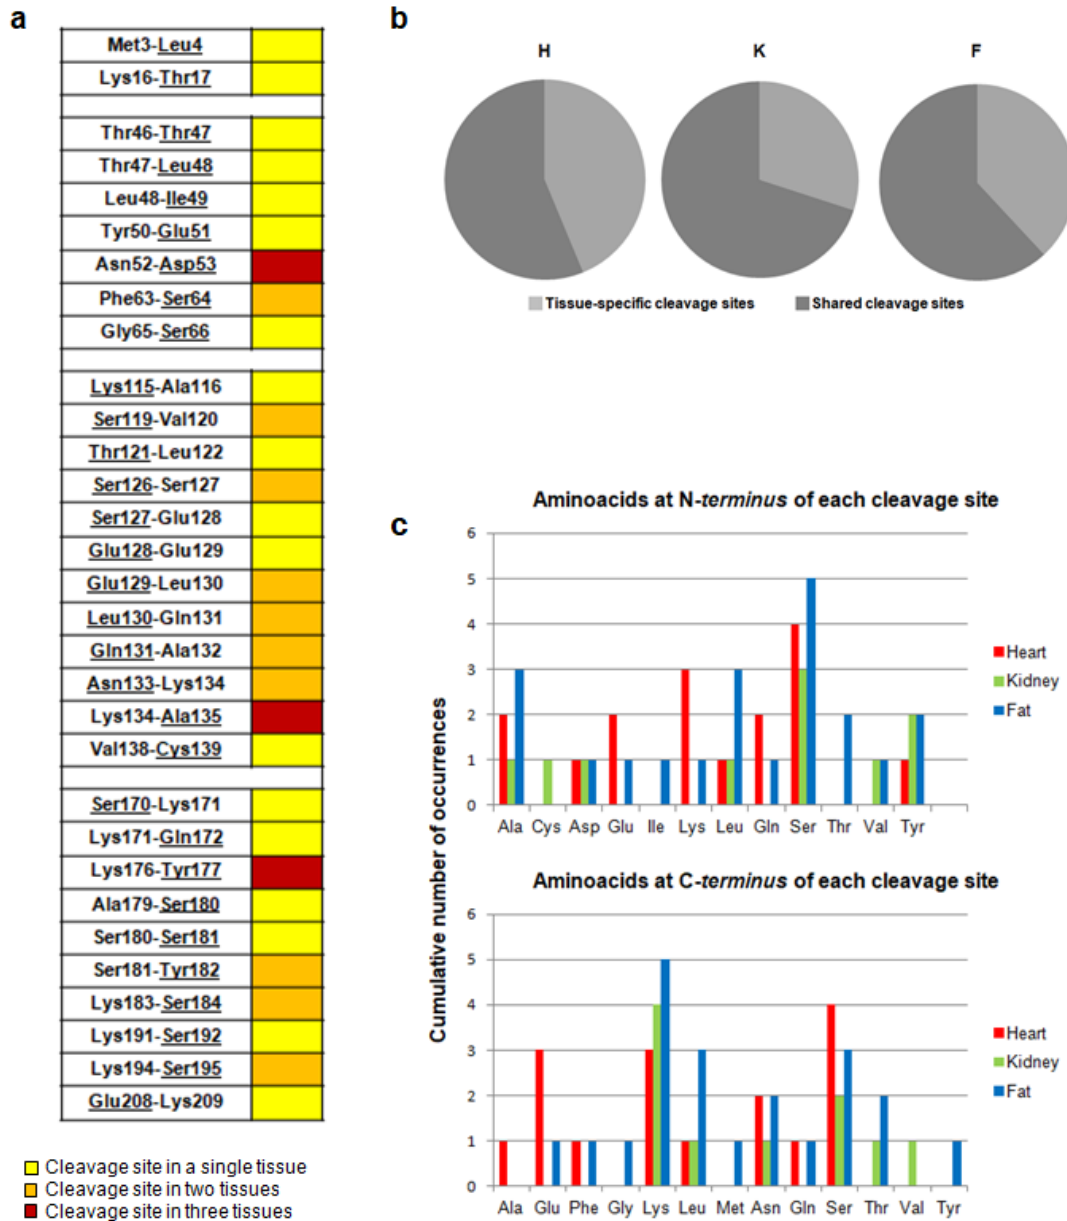 a
Met3-Leu4
Lys16-Thr17
Thr46-Thr47
Thr47-Leu48
Leu48-Ile49
Tyr50-Glu51
Asn52-Asp53
Phe63-Ser64
Gly65-Ser66
Lys115-Ala116
Ser119-Val120
Thr121-Leu122
Ser126-Ser127
Ser127-Glu128
Glu128-Glu129
Glu129-Leu130
Leu130-Gln131
Gln131-Ala132
Asn133-Lys134
Lys134-Ala135
Val138-Cys139
Ser170-Lys171
Lys171-Gln172
Lys176-Tyr177
Ala179-Ser180
Ser180-Ser181
Ser181-Tyr182
Lys183-Ser184
Lys191-Ser192
Lys194-Ser195
Glu208-Lys209
Cleavage site in a single tissue
Cleavage site in two tissues
Cleavage site in three tissues
b
H K F
Tissue-specific cleavage sites Shared cleavage sites
c
Cumulative number of occurrences
Aminoacids at N-terminus of each cleavage site
6
5
4
3
2
1
0
Ala Cys Asp Glu Ile Lys Leu Gln Ser Thr Val Tyr
Heart
Kidney
Fat
Aminoacids at C-terminus of each cleavage site
6
5
4
3
2
1
0
Ala Glu Phe Gly Lys Leu Met Asn Gln Ser Thr Val Tyr
Heart
Kidney
Fat